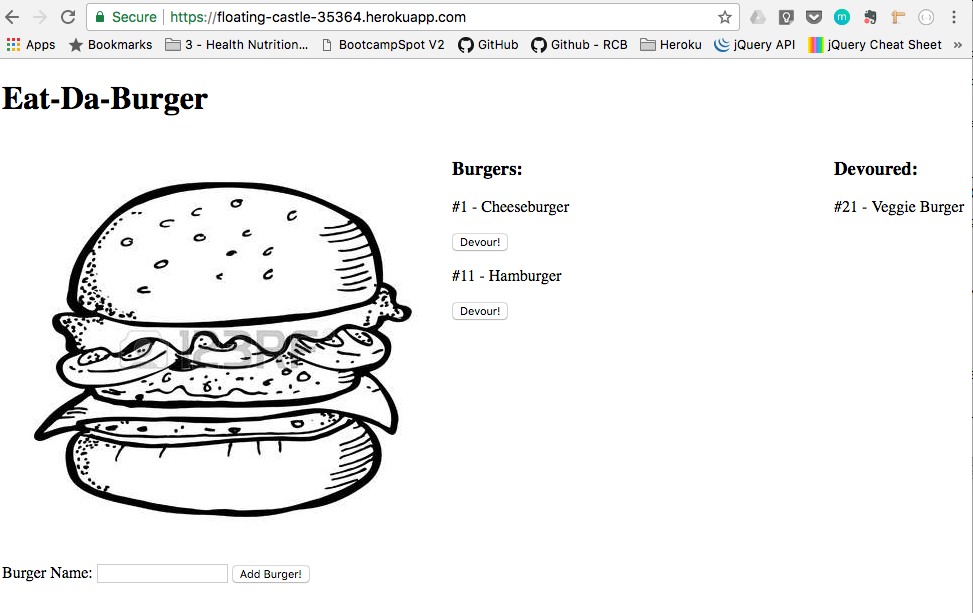 Secure https://floating-castle-35364.herokuapp.com
Apps Bookmarks 3 - Health Nutrition... BootcampSpot V2 GitHub Github - RCB Heroku jQuery API jQuery Cheat Sheet »
Eat-Da-Burger
Burgers:
#1 - Cheeseburger
Devour!
#11 - Hamburger
Devour!
Devoured:
#21 - Veggie Burger
123RF
Burger Name: Add Burger!